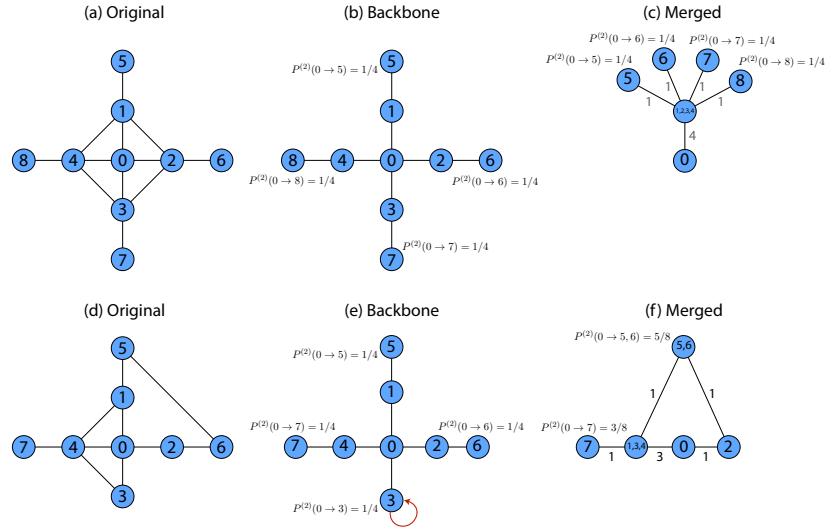 (a) Original
(b) Backbone
(c) Merged
5
1
8
4
0
2
6
3
7
P^{(2)}(0 → 5) = 1/4
5
1
8
4
0
2
6
P^{(2)}(0 → 8) = 1/4
P^{(2)}(0 → 6) = 1/4
3
P^{(2)}(0 → 7) = 1/4
7
P^{(2)}(0 → 6) = 1/4
P^{(2)}(0 → 7) = 1/4
P^{(2)}(0 → 5) = 1/4
P^{(2)}(0 → 8) = 1/4
6
7
5
8
1
1
1
1
1,2,3,4
4
0
(d) Original
(e) Backbone
(f) Merged
5
1
7
4
0
2
6
3
P^{(2)}(0 → 5) = 1/4
5
1
P^{(2)}(0 → 7) = 1/4
P^{(2)}(0 → 6) = 1/4
7
4
0
2
6
P^{(2)}(0 → 3) = 1/4
3
P^{(2)}(0 → 5, 6) = 5/8
5,6
1
1
P^{(2)}(0 → 7) = 3/8
7
1,3,4
0
2
1
3
1